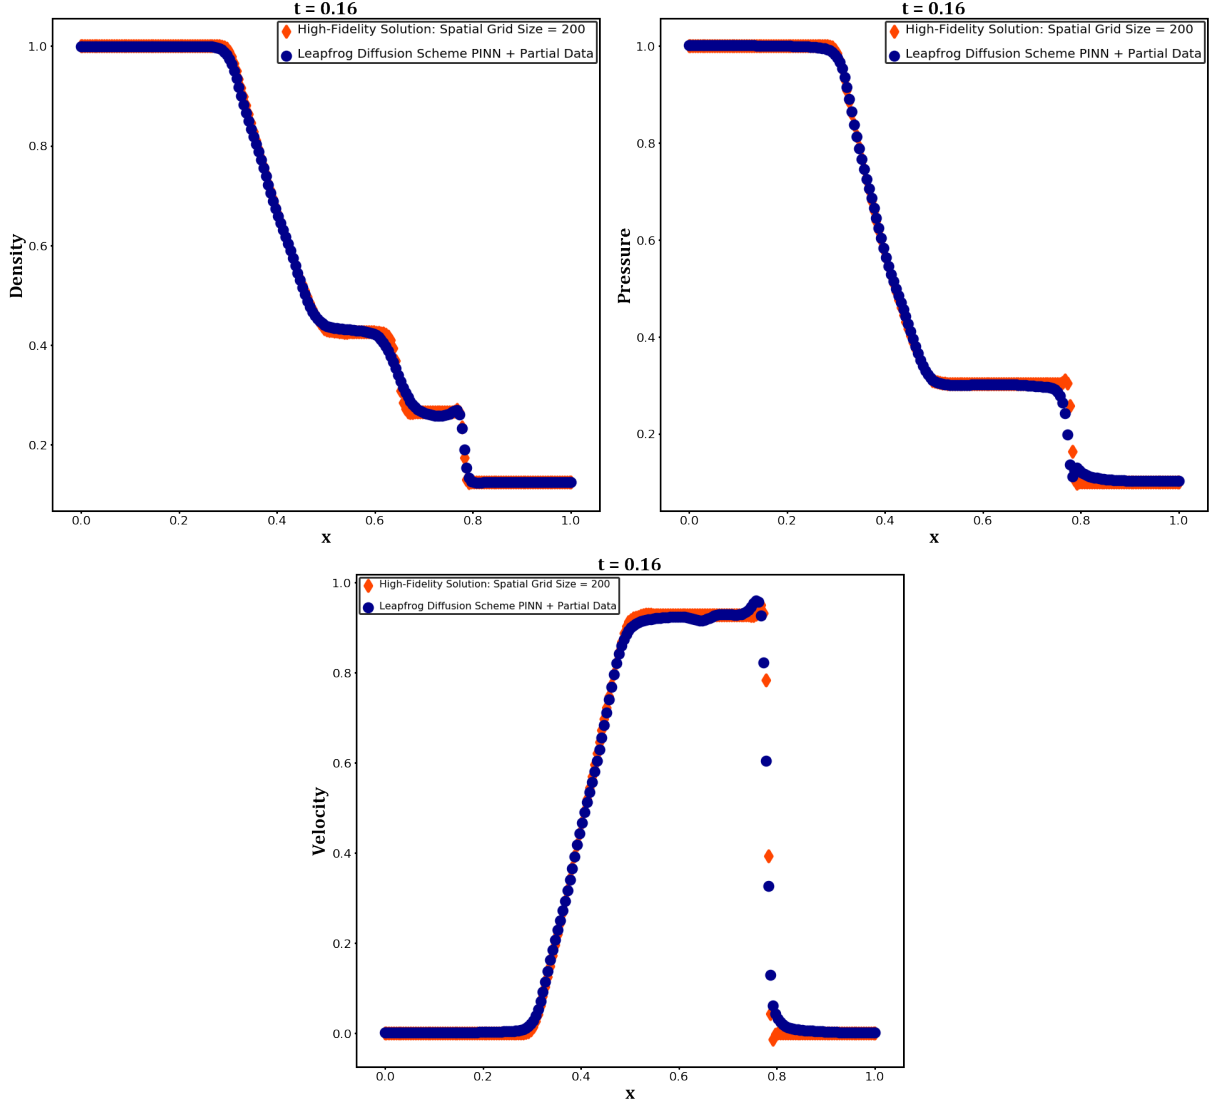 t = 0.16
High-Fidelity Solution: Spatial Grid Size = 200
Leapfrog Diffusion Scheme PINN + Partial Data
Density
1.0
0.8
0.6
0.4
0.2
0.0 0.2 0.4 0.6 0.8 1.0
x
t = 0.16
High-Fidelity Solution: Spatial Grid Size = 200
Leapfrog Diffusion Scheme PINN + Partial Data
Pressure
1.0
0.8
0.6
0.4
0.2
0.0 0.2 0.4 0.6 0.8 1.0
x
t = 0.16
High-Fidelity Solution: Spatial Grid Size = 200
Leapfrog Diffusion Scheme PINN + Partial Data
Velocity
1.0
0.8
0.6
0.4
0.2
0.0
0.0 0.2 0.4 0.6 0.8 1.0
x